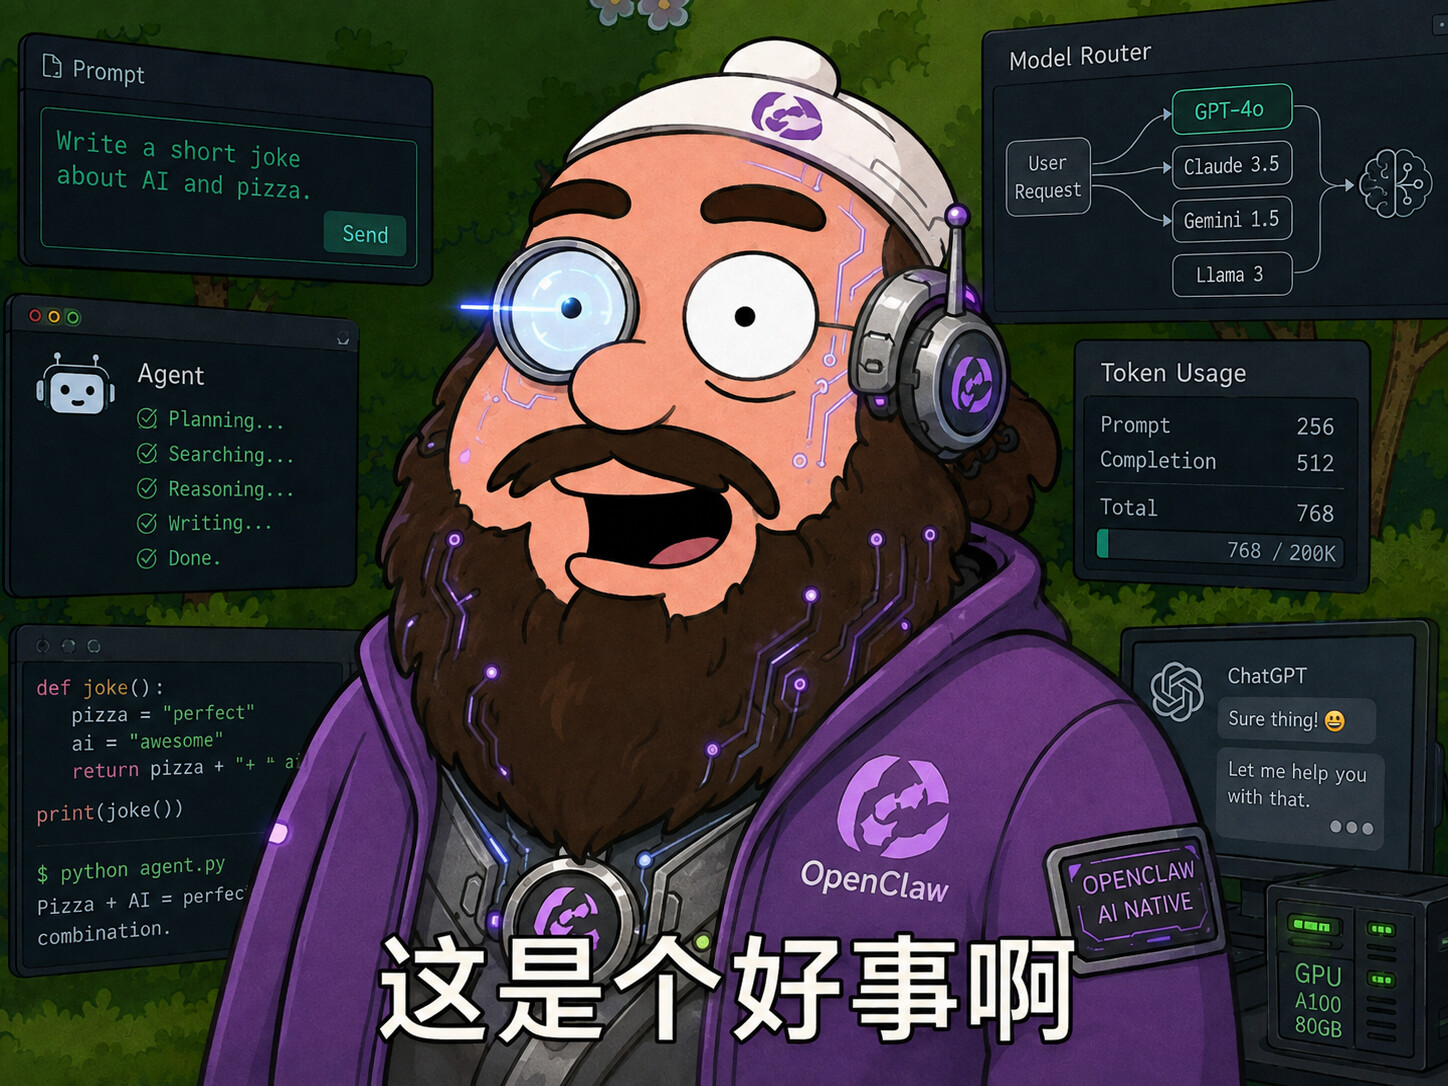 Prompt
Write a short joke
about AI and pizza.
Send
Agent
Planning...
Searching...
Reasoning...
Writing...
Done.
def joke():
pizza = "perfect"
ai = "awesome"
return pizza + "+ " ai
print(joke())
$ python agent.py
Pizza + AI = perfec
combination.
Model Router
User
Request
GPT-4o
Claude 3.5
Gemini 1.5
Llama 3
Token Usage
Prompt 256
Completion 512
Total 768
768 / 200K
ChatGPT
Sure thing! 😀
Let me help you
with that.
OpenClaw
OPENCLAW
AI NATIVE
GPU
A100
80GB
这是个好事啊